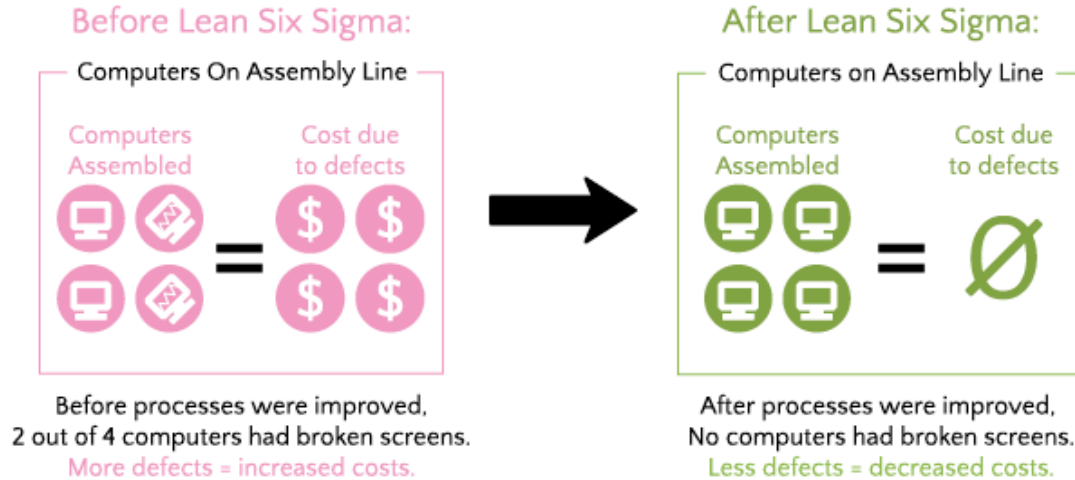 Before Lean Six Sigma:
Computers On Assembly Line
Computers
Assembled
Cost due
to defects
$ $
=
$ $
Before processes were improved,
2 out of 4 computers had broken screens.
More defects = increased costs.
After Lean Six Sigma:
Computers on Assembly Line
Computers
Assembled
Cost due
to defects
= Ø
After processes were improved,
No computers had broken screens.
Less defects = decreased costs.